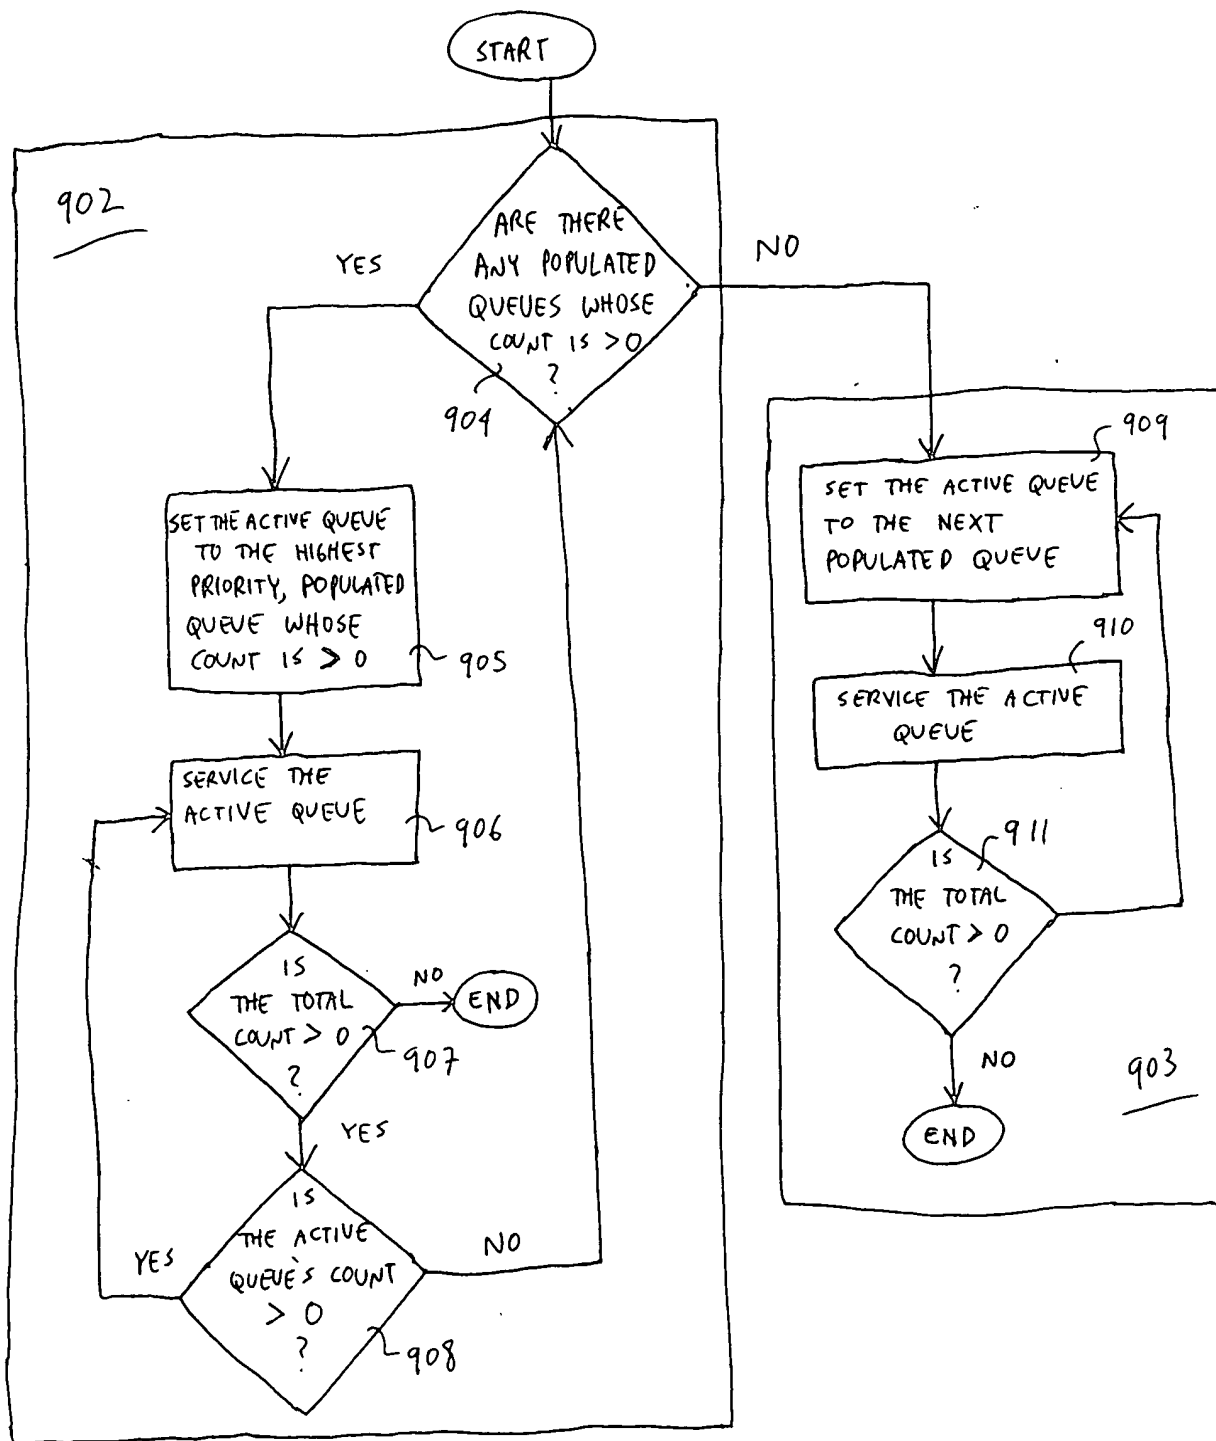 START
902
ARE THERE
ANY POPULATED
QUEUES WHOSE
COUNT IS >0
?
904
YES
NO
SET THE ACTIVE QUEUE
TO THE HIGHEST
PRIORITY, POPULATED
QUEUE WHOSE
COUNT IS > 0
905
SERVICE THE
ACTIVE QUEUE
906
IS
THE TOTAL
COUNT > 0
?
907
NO
END
YES
IS
THE ACTIVE
QUEUE'S COUNT
> 0
?
908
YES
NO
909
SET THE ACTIVE QUEUE
TO THE NEXT
POPULATED QUEUE
910
SERVICE THE ACTIVE
QUEUE
911
IS
THE TOTAL
COUNT > 0
?
NO
END
903